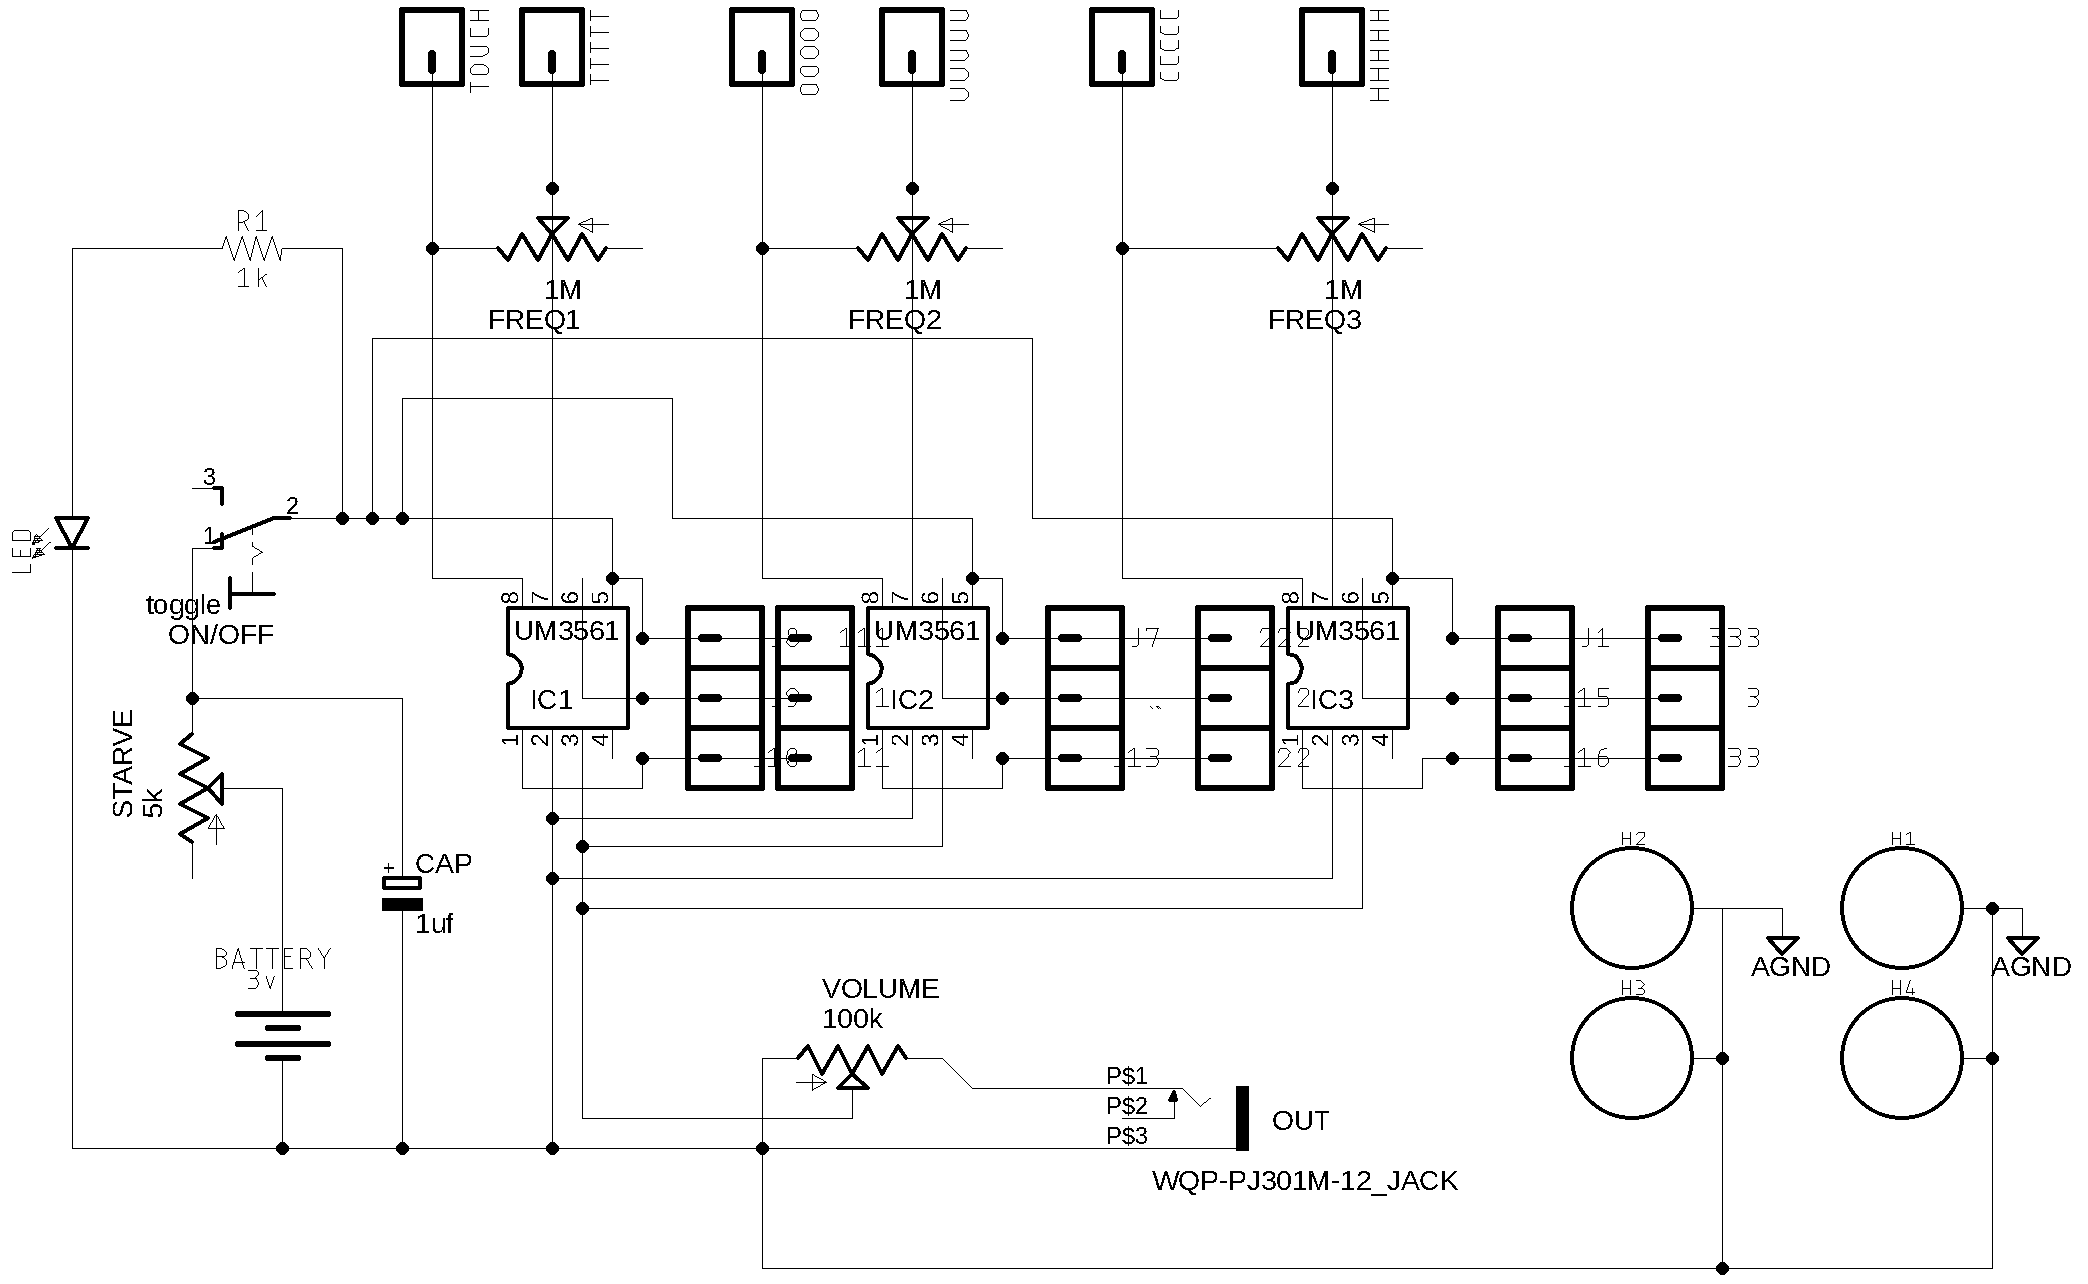 TOUCH
TTTTT
OOOOO
UUUUU
CCCCC
HHHHHH
R1
1k
1M
FREQ1
1M
FREQ2
1M
FREQ3
3
2
1
LED
toggle
ON/OFF
8 7 6 5
UM3561
IC1
1 2 3 4
J8
J9
J10
111
1
11
8 7 6 5
UM3561
IC2
1 2 3 4
J7
J13
222
2
22
8 7 6 5
UM3561
IC3
1 2 3 4
J1
J15
J16
333
3
33
STARVE
5k
+
CAP
1uf
BATTERY
3v
VOLUME
100k
P$1
P$2
P$3
OUT
WQP-PJ301M-12_JACK
H2
H1
AGND
AGND
H3
H4